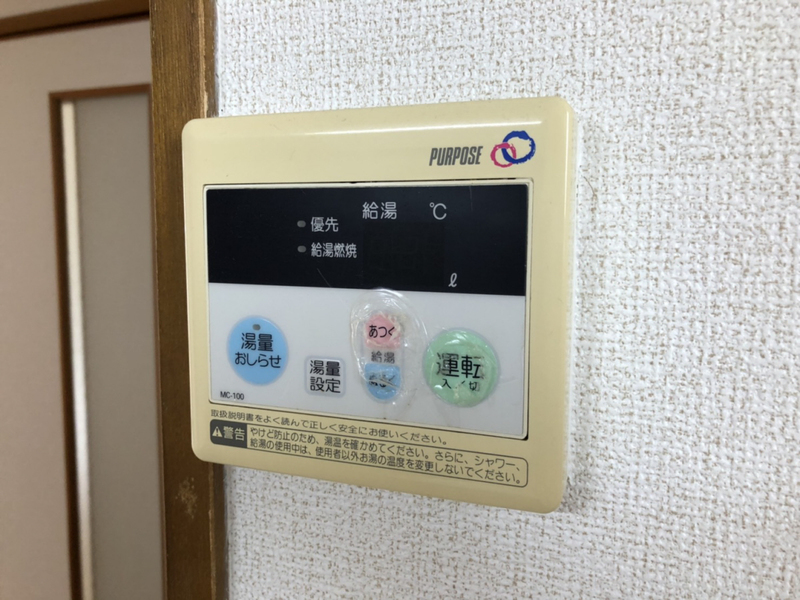 PURPOSE
給湯 ℃
優先
給湯燃焼
ℓ
湯量
おしらせ
湯量
設定
あつく
給湯
ぬるく
運転
入/切
MC-100
取扱説明書をよく読んで正しく安全にお使いください。
警告
やけど防止のため、湯温を確かめてください。さらに、シャワー、
給湯の使用中は、使用者以外お湯の温度を変更しないでください。